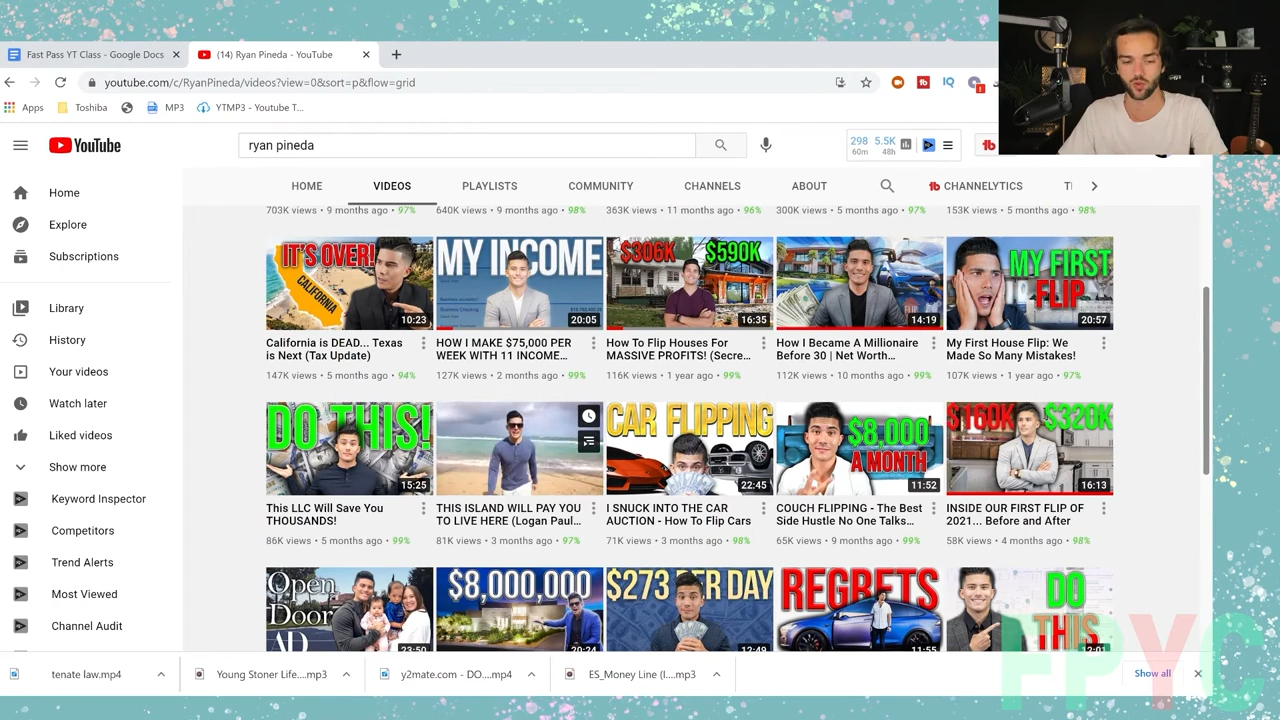 Fast Pass YT Class - Google Docs
(14) Ryan Pineda - YouTube
youtube.com/c/RyanPineda/videos?view=0&sort=p&flow=grid
Apps Toshiba MP3 YTMP3 - Youtube T...
YouTube
ryan pineda
298 60m
5.5K 48h
HOME VIDEOS PLAYLISTS COMMUNITY CHANNELS ABOUT CHANNELYTICS
703K views • 9 months ago • 97%
640K views • 9 months ago • 98%
363K views • 11 months ago • 96%
300K views • 5 months ago • 97%
153K views • 5 months ago • 98%
Home
Explore
Subscriptions
Library
History
Your videos
Watch later
Liked videos
Show more
Keyword Inspector
Competitors
Trend Alerts
Most Viewed
Channel Audit
IT'S OVER!
CALIFORNIA
10:23
California is DEAD... Texas
is Next (Tax Update)
147K views • 5 months ago • 94%
MY INCOME
20:05
HOW I MAKE $75,000 PER
WEEK WITH 11 INCOME...
127K views • 2 months ago • 99%
$306K $590K
16:35
How To Flip Houses For
MASSIVE PROFITS! (Secre...
116K views • 1 year ago • 99%
14:19
How I Became A Millionaire
Before 30 | Net Worth...
112K views • 10 months ago • 99%
MY FIRST
FLIP
20:57
My First House Flip: We
Made So Many Mistakes!
107K views • 1 year ago • 97%
DO THIS!
15:25
This LLC Will Save You
THOUSANDS!
86K views • 5 months ago • 99%
THIS ISLAND WILL PAY YOU
TO LIVE HERE (Logan Paul...
81K views • 3 months ago • 97%
CAR FLIPPING
22:45
I SNUCK INTO THE CAR
AUCTION - How To Flip Cars
71K views • 3 months ago • 98%
$8,000
A MONTH
11:52
COUCH FLIPPING - The Best
Side Hustle No One Talks...
65K views • 9 months ago • 99%
$160K $320K
16:13
INSIDE OUR FIRST FLIP OF
2021... Before and After
58K views • 4 months ago • 98%
Open
Door
AD
23:50
$8,000,000
20:24
$273 PER DAY
12:49
REGRETS
11:55
DO
THIS
12:01
FPYC
tenate law.mp4
Young Stoner Life....mp3
y2mate.com - DO....mp4
ES_Money Line (I....mp3
Show all